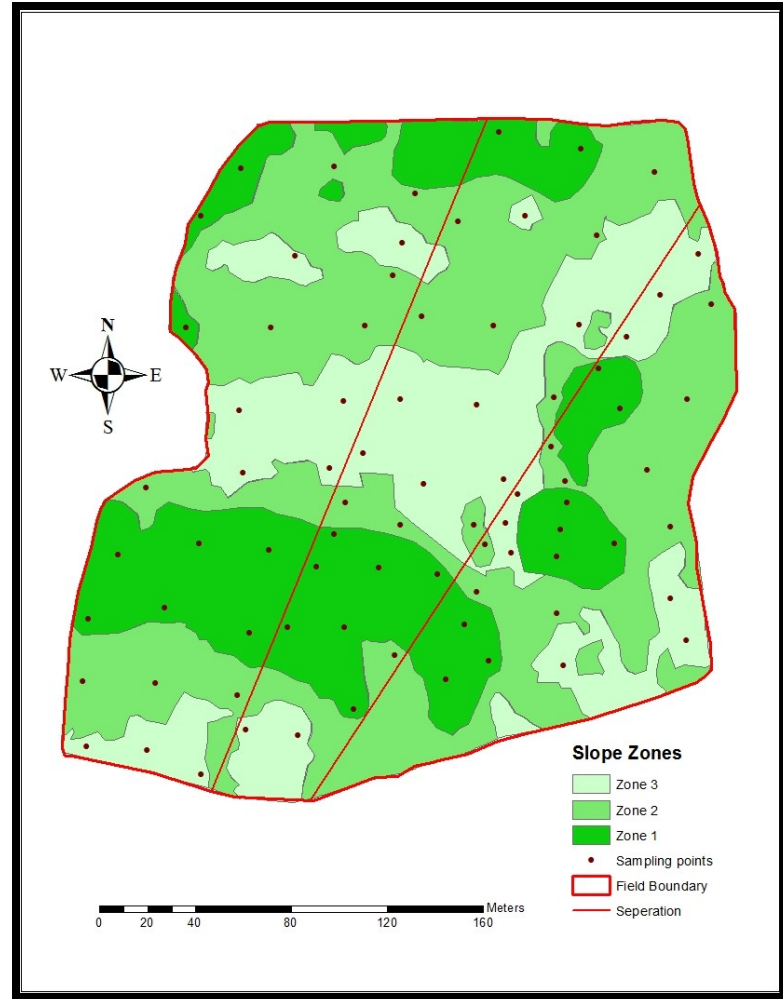 N
W E
S
Slope Zones
Zone 3
Zone 2
Zone 1
Sampling points
Field Boundary
Seperation
Meters
0 20 40 80 120 160